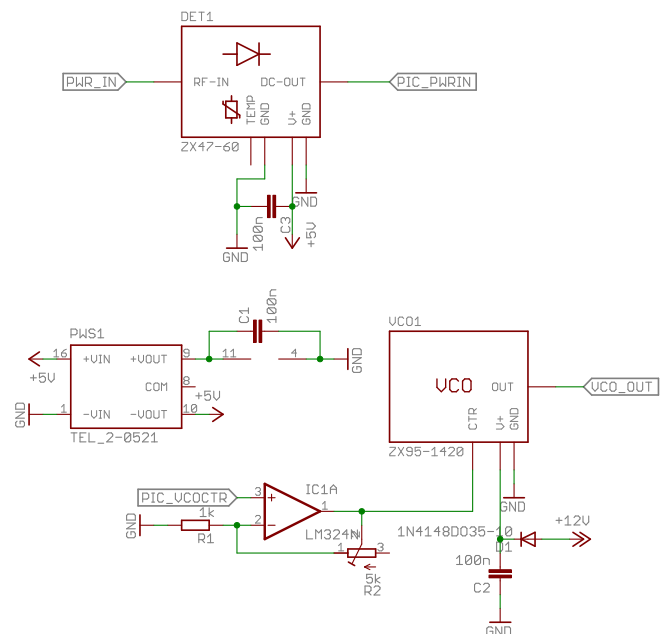 DET1
PWR_IN
RF-IN
DC-OUT
PIC_PWRIN
TEMP
GND
V+
GND
ZX47-60
GND
100n
C3
+5V
GND
C1
100n
PWS1
16
+VIN
+VOUT
9
11
4
GND
+5V
COM
8
+5V
GND
1
-VIN
-VOUT
10
TEL_2-0521
VCO1
VCO
OUT
VCO_OUT
CTR
V+
GND
ZX95-1420
GND
PIC_VCOCTR
3
+
IC1A
1
1k
GND
R1
2
-
LM324N
1
3
5k
R2
1N4148DO35-10
D1
+12V
100n
C2
GND